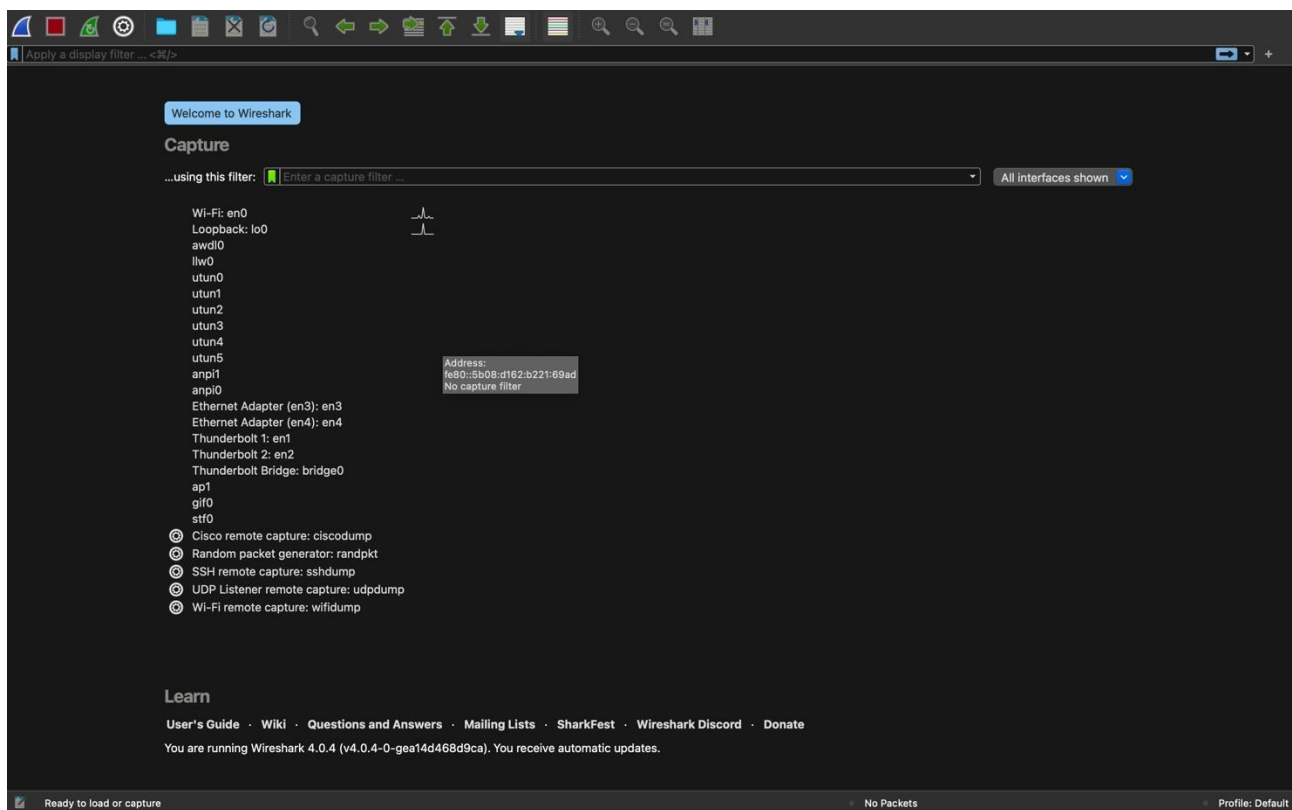 Apply a display filter ... <⌘/>
Welcome to Wireshark
Capture
...using this filter: Enter a capture filter ... All interfaces shown
Wi-Fi: en0
Loopback: lo0
awdl0
llw0
utun0
utun1
utun2
utun3
utun4
utun5
anpi1
anpi0
Address:
fe80::5b08:d162:b221:69ad
No capture filter
Ethernet Adapter (en3): en3
Ethernet Adapter (en4): en4
Thunderbolt 1: en1
Thunderbolt 2: en2
Thunderbolt Bridge: bridge0
ap1
gif0
stf0
Cisco remote capture: ciscodump
Random packet generator: randpkt
SSH remote capture: sshdump
UDP Listener remote capture: udpdump
Wi-Fi remote capture: wifidump
Learn
User's Guide · Wiki · Questions and Answers · Mailing Lists · SharkFest · Wireshark Discord · Donate
You are running Wireshark 4.0.4 (v4.0.4-0-gea14d468d9ca). You receive automatic updates.
Ready to load or capture No Packets Profile: Default